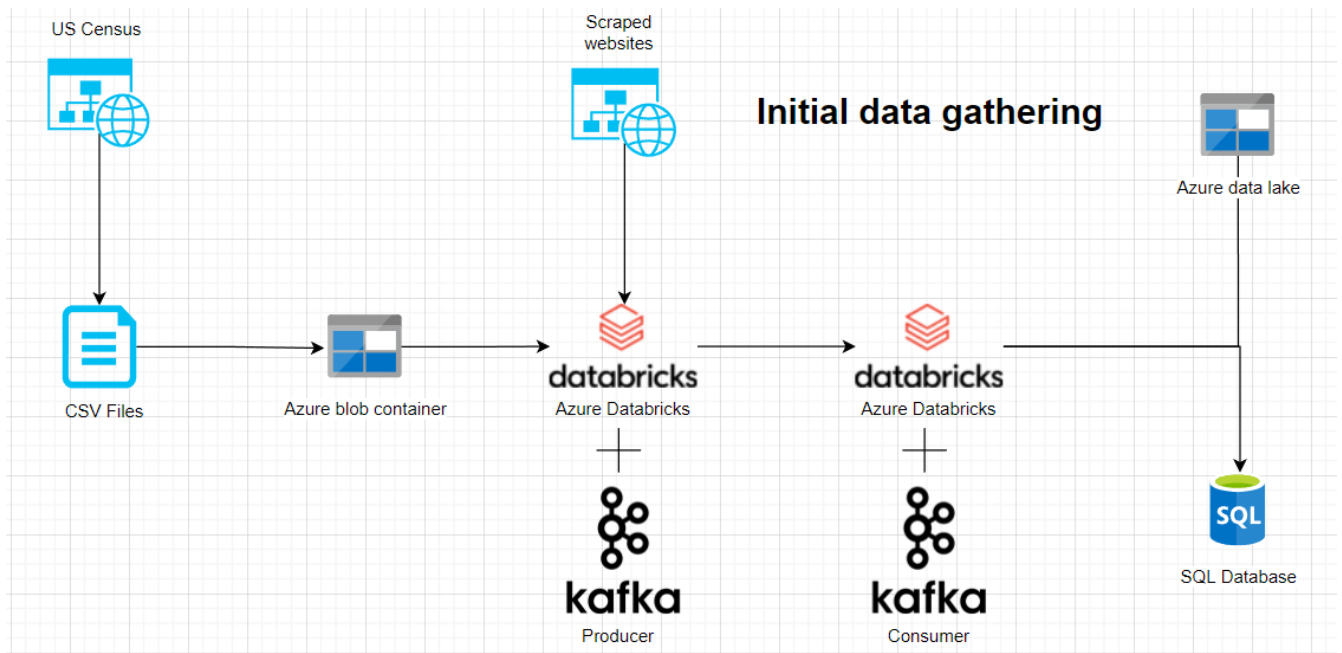 US Census
Scraped
websites
Initial data gathering
Azure data lake
databricks
databricks
CSV Files
Azure blob container
Azure Databricks
Azure Databricks
SQL
kafka
kafka
SQL Database
Producer
Consumer